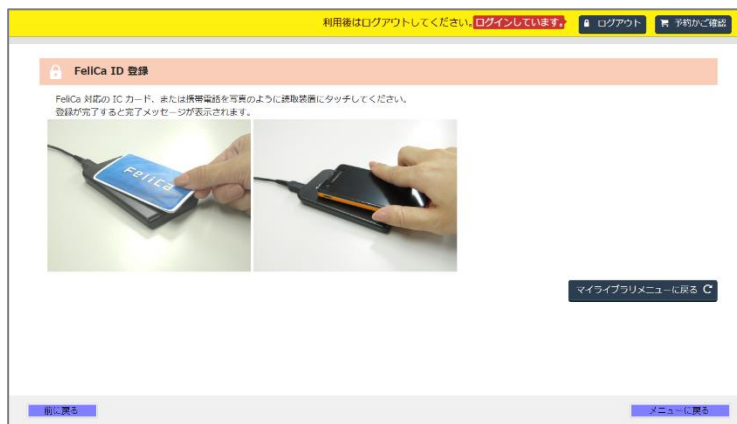 利用後はログアウトしてください。ログインしています。 ログアウト 予約かご確認
FeliCa ID 登録
FeliCa 対応の IC カード、または携帯電話を写真のように読取装置にタッチしてください。
登録が完了すると完了メッセージが表示されます。
FeliCa
マイライブラリメニューに戻る
前に戻る
メニューに戻る